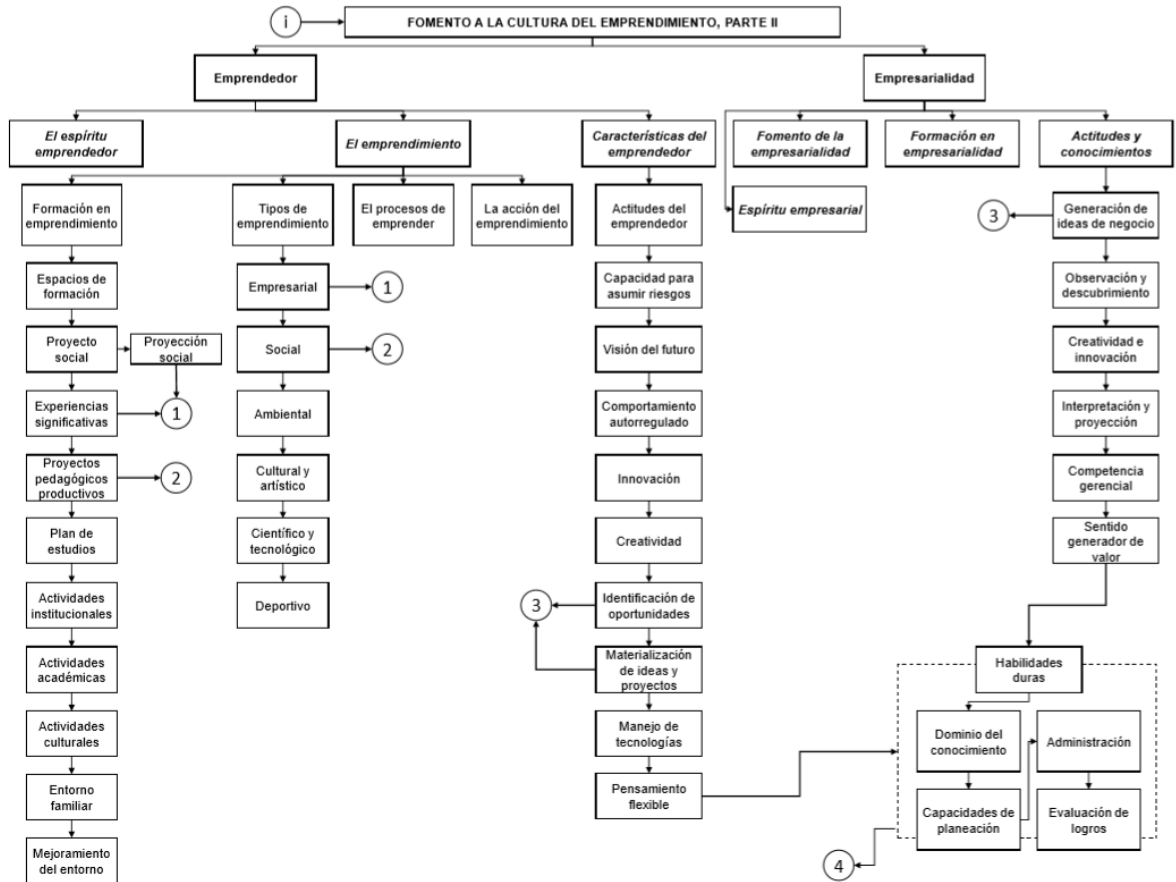 i
FOMENTO A LA CULTURA DEL EMPRENDIMIENTO, PARTE II
Emprendedor
Empresarialidad
El espíritu
emprendedor
El emprendimiento
Características del
emprendedor
Fomento de la
empresarialidad
Formación en
empresarialidad
Actitudes y
conocimientos
Formación en
emprendimiento
Tipos de
emprendimiento
El procesos de
emprender
La acción del
emprendimiento
Actitudes del
emprendedor
Espíritu empresarial
3
Generación de
ideas de negocio
Espacios de
formación
Empresarial
1
Capacidad para
asumir riesgos
Observación y
descubrimiento
Proyecto
social
Proyección
social
Social
2
Visión del futuro
Creatividad e
innovación
Experiencias
significativas
1
Ambiental
Comportamiento
autorregulado
Interpretación y
proyección
Proyectos
pedagógicos
productivos
2
Cultural y
artístico
Innovación
Competencia
gerencial
Plan de
estudios
Científico y
tecnológico
Creatividad
Sentido
generador de
valor
Actividades
institucionales
Deportivo
3
Identificación de
oportunidades
Actividades
académicas
Materialización
de ideas y
proyectos
Habilidades
duras
Actividades
culturales
Manejo de
tecnologías
Dominio del
conocimiento
Administración
Entorno
familiar
Pensamiento
flexible
Capacidades de
planeación
Evaluación de
logros
Mejoramiento
del entorno
4